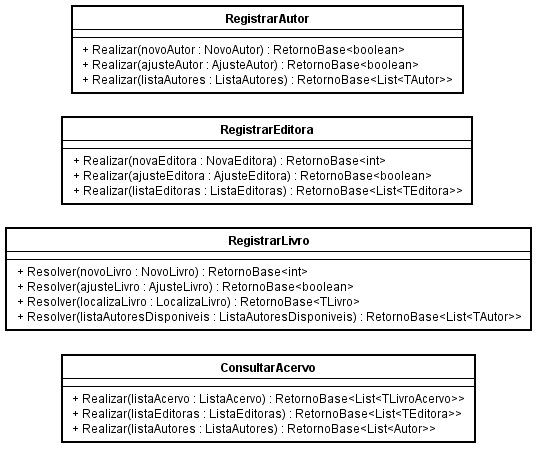 RegistrarAutor
+ Realizar(novoAutor : NovoAutor) : RetornoBase<boolean>
+ Realizar(ajusteAutor : AjusteAutor) : RetornoBase<boolean>
+ Realizar(listaAutores : ListaAutores) : RetornoBase<List<TAutor>>
RegistrarEditora
+ Realizar(novaEditora : NovaEditora) : RetornoBase<int>
+ Realizar(ajusteEditora : AjusteEditora) : RetornoBase<boolean>
+ Realizar(listaEditoras : ListaEditoras) : RetornoBase<List<TEditora>>
RegistrarLivro
+ Resolver(novoLivro : NovoLivro) : RetornoBase<int>
+ Resolver(ajusteLivro : AjusteLivro) : RetornoBase<boolean>
+ Resolver(localizaLivro : LocalizaLivro) : RetornoBase<TLivro>
+ Resolver(listaAutoresDisponiveis : ListaAutoresDisponiveis) : RetornoBase<List<TAutor>>
ConsultarAcervo
+ Realizar(listaAcervo : ListaAcervo) : RetornoBase<List<TLivroAcervo>>
+ Realizar(listaEditoras : ListaEditoras) : RetornoBase<List<TEditora>>
+ Realizar(listaAutores : ListaAutores) : RetornoBase<List<Autor>>